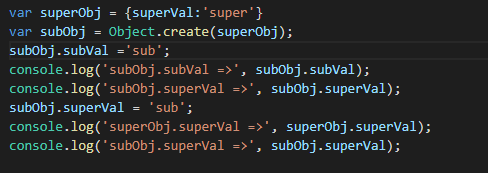 var superObj = {superVal:'super'}
var subObj = Object.create(superObj);
subObj.subVal ='sub';
console.log('subObj.subVal =>', subObj.subVal);
console.log('subObj.superVal =>', subObj.superVal);
subObj.superVal = 'sub';
console.log('superObj.superVal =>', superObj.superVal);
console.log('subObj.superVal =>', subObj.superVal);